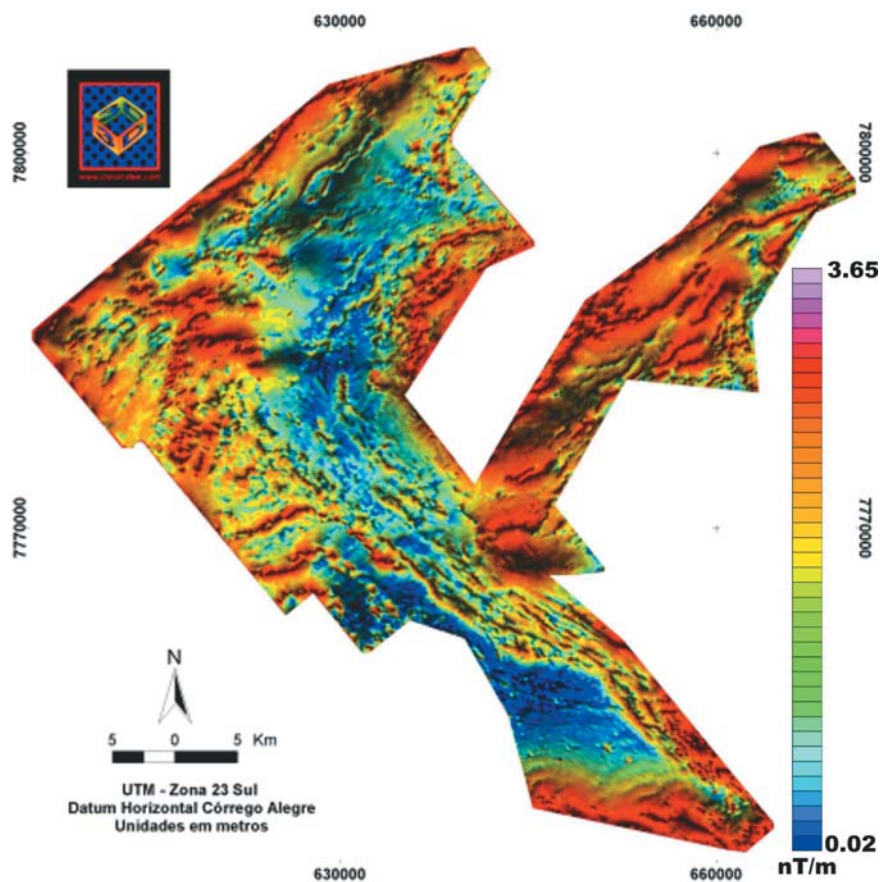 630000
660000
7800000
7800000
3.65
7770000
7770000
N
5 0 5 Km
UTM - Zona 23 Sul
Datum Horizontal Córrego Alegre
Unidades em metros
0.02
nT/m
630000
660000